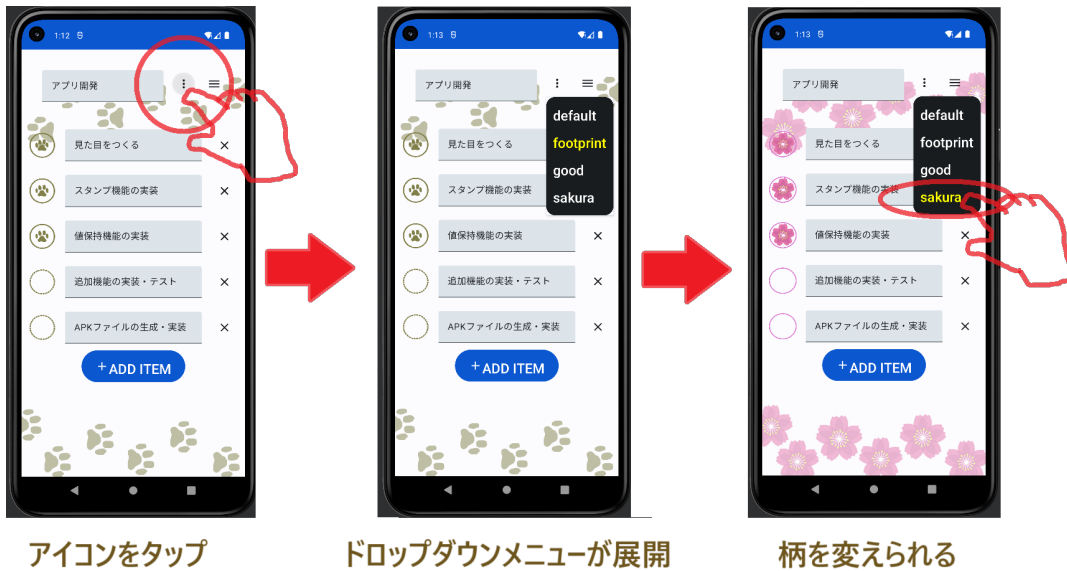 1:12
アプリ開発
見た目をつくる
×
スタンプ機能の実装
×
値保持機能の実装
×
追加機能の実装・テスト
×
APKファイルの生成・実装
×
+ ADD ITEM
アイコンをタップ
1:13
アプリ開発
default
見た目をつくる
footprint
good
スタンプ機能の実装
sakura
値保持機能の実装
×
追加機能の実装・テスト
×
APKファイルの生成・実装
×
+ ADD ITEM
ドロップダウンメニューが展開
1:13
アプリ開発
default
見た目をつくる
footprint
good
スタンプ機能の実装
sakura
値保持機能の実装
×
追加機能の実装・テスト
×
APKファイルの生成・実装
×
+ ADD ITEM
柄を変えられる